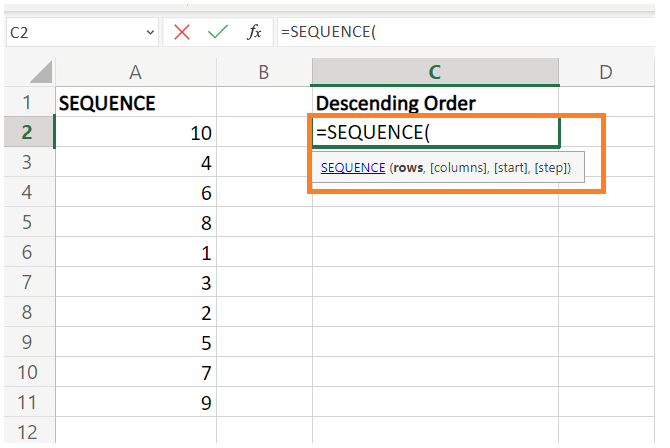 C2 fx =SEQUENCE(
A B C D
1 SEQUENCE Descending Order
2 10 =SEQUENCE(
3 4 SEQUENCE (rows, [columns], [start], [step])
4 6
5 8
6 1
7 3
8 2
9 5
10 7
11 9
12